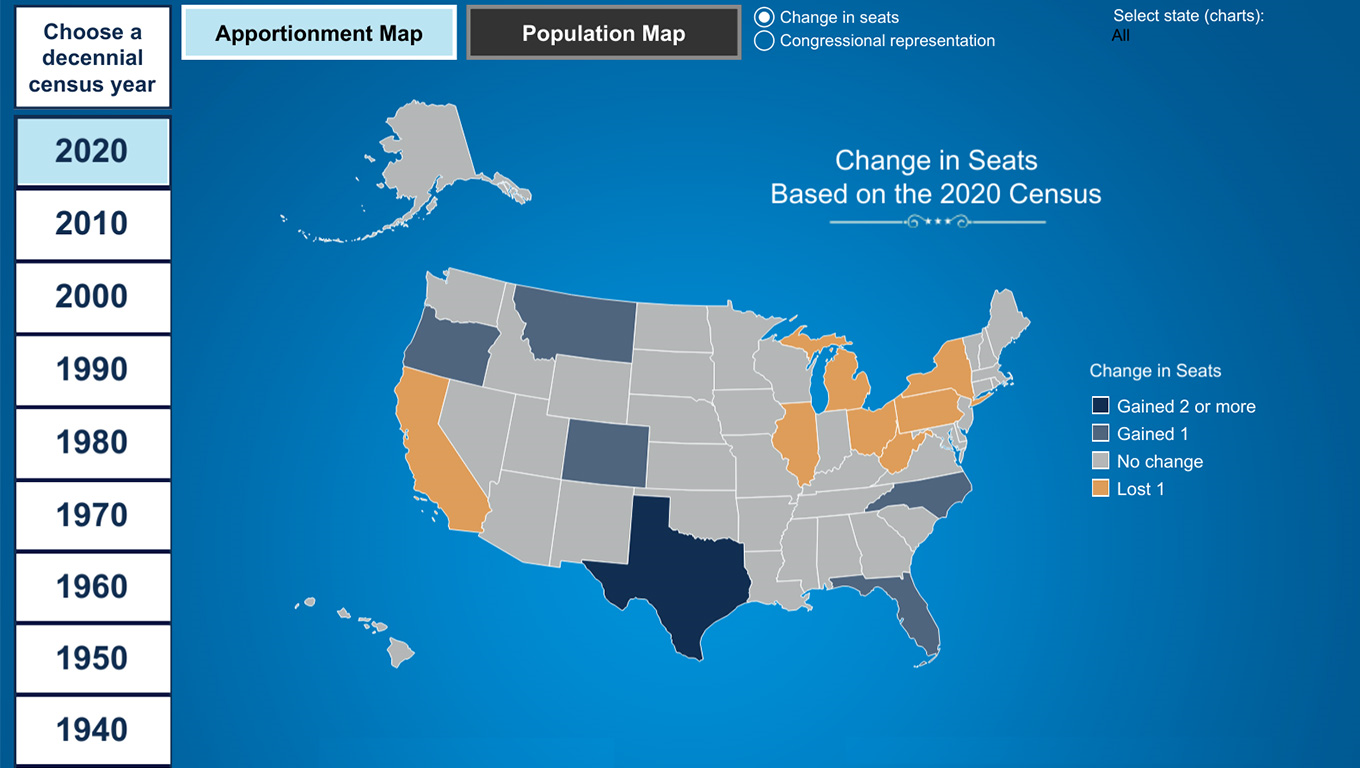 Choose a
decennial
census year
2020
2010
2000
1990
1980
1970
1960
1950
1940
Apportionment Map
Population Map
Change in seats
Congressional representation
Select state (charts):
All
Change in Seats
Based on the 2020 Census
Change in Seats
Gained 2 or more
Gained 1
No change
Lost 1